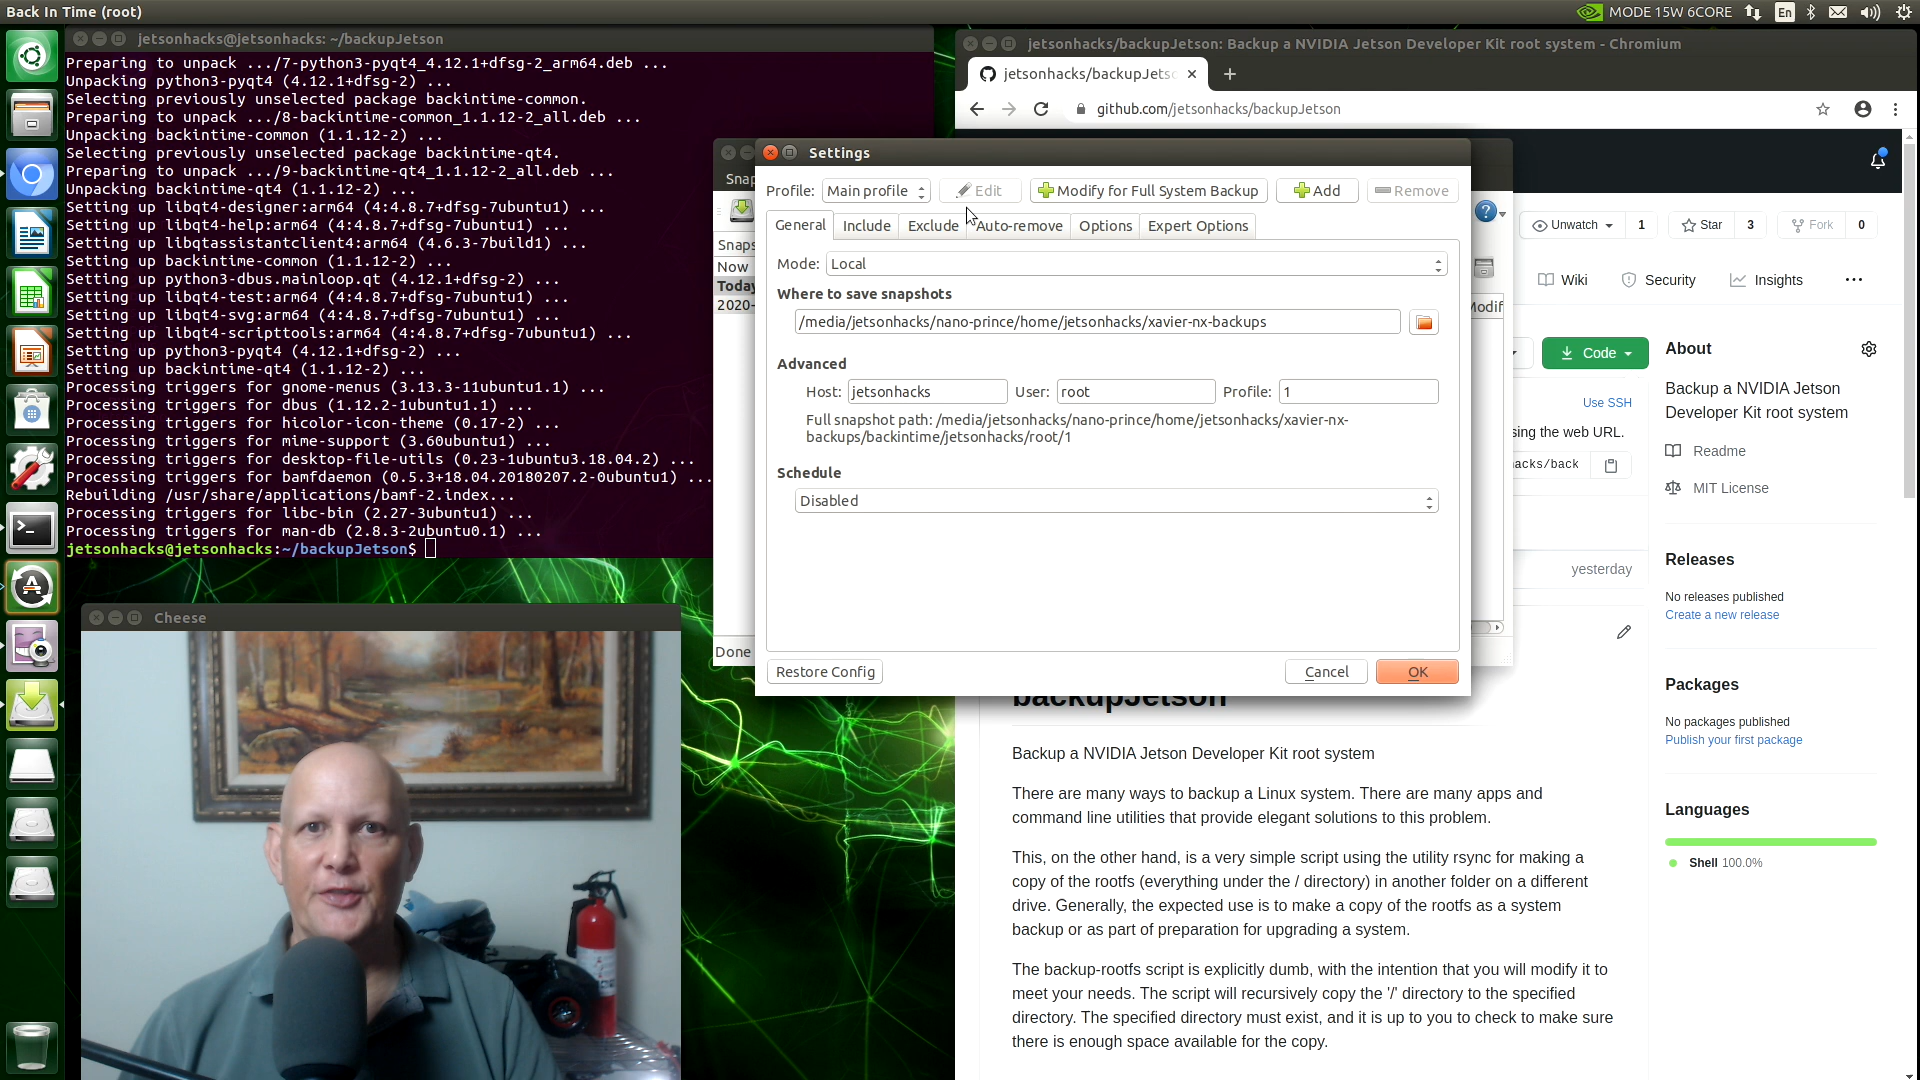 Back In Time (root)
MODE 15W 6CORE
En
jetsonhacks@jetsonhacks: ~/backupJetson
Preparing to unpack .../7-python3-pyqt4_4.12.1+dfsg-2_arm64.deb ...
Unpacking python3-pyqt4 (4.12.1+dfsg-2) ...
Selecting previously unselected package backintime-common.
Preparing to unpack .../8-backintime-common_1.1.12-2_all.deb ...
Unpacking backintime-common (1.1.12-2) ...
Selecting previously unselected package backintime-qt4.
Preparing to unpack .../9-backintime-qt4_1.1.12-2_all.deb ...
Unpacking backintime-qt4 (1.1.12-2) ...
Setting up libqt4-designer:arm64 (4:4.8.7+dfsg-7ubuntu1) ...
Setting up libqt4-help:arm64 (4:4.8.7+dfsg-7ubuntu1) ...
Setting up libqtassistantclient4:arm64 (4.6.3-7build1) ...
Setting up backintime-common (1.1.12-2) ...
Setting up python3-dbus.mainloop.qt (4.12.1+dfsg-2) ...
Setting up libqt4-test:arm64 (4:4.8.7+dfsg-7ubuntu1) ...
Setting up libqt4-svg:arm64 (4:4.8.7+dfsg-7ubuntu1) ...
Setting up libqt4-scripttools:arm64 (4:4.8.7+dfsg-7ubuntu1) ...
Setting up python3-pyqt4 (4.12.1+dfsg-2) ...
Setting up backintime-qt4 (1.1.12-2) ...
Processing triggers for gnome-menus (3.13.3-11ubuntu1.1) ...
Processing triggers for dbus (1.12.2-1ubuntu1.1) ...
Processing triggers for hicolor-icon-theme (0.17-2) ...
Processing triggers for mime-support (3.60ubuntu1) ...
Processing triggers for desktop-file-utils (0.23-1ubuntu3.18.04.2) ...
Processing triggers for bamfdaemon (0.5.3+18.04.20180207.2-0ubuntu1) ...
Rebuilding /usr/share/applications/bamf-2.index...
Processing triggers for libc-bin (2.27-3ubuntu1) ...
Processing triggers for man-db (2.8.3-2ubuntu0.1) ...
jetsonhacks@jetsonhacks:~/backupJetson$
Snap
Snaps
Now
Today
2020-
Done
Modif
Settings
Profile: Main profile Edit Modify for Full System Backup Add Remove
General Include Exclude Auto-remove Options Expert Options
Mode: Local
Where to save snapshots
/media/jetsonhacks/nano-prince/home/jetsonhacks/xavier-nx-backups
Advanced
Host: jetsonhacks User: root Profile: 1
Full snapshot path: /media/jetsonhacks/nano-prince/home/jetsonhacks/xavier-nx-
backups/backintime/jetsonhacks/root/1
Schedule
Disabled
Restore Config Cancel OK
Cheese
jetsonhacks/backupJetson: Backup a NVIDIA Jetson Developer Kit root system - Chromium
jetsonhacks/backupJetso
github.com/jetsonhacks/backupJetson
Unwatch 1 Star 3 Fork 0
Wiki Security Insights
Code
Use SSH
sing the web URL.
acks/back
yesterday
About
Backup a NVIDIA Jetson
Developer Kit root system
Readme
MIT License
Releases
No releases published
Create a new release
Packages
No packages published
Publish your first package
Languages
Shell 100.0%
backupJetson
Backup a NVIDIA Jetson Developer Kit root system
There are many ways to backup a Linux system. There are many apps and
command line utilities that provide elegant solutions to this problem.
This, on the other hand, is a very simple script using the utility rsync for making a
copy of the rootfs (everything under the / directory) in another folder on a different
drive. Generally, the expected use is to make a copy of the rootfs as a system
backup or as part of preparation for upgrading a system.
The backup-rootfs script is explicitly dumb, with the intention that you will modify it to
meet your needs. The script will recursively copy the '/' directory to the specified
directory. The specified directory must exist, and it is up to you to check to make sure
there is enough space available for the copy.